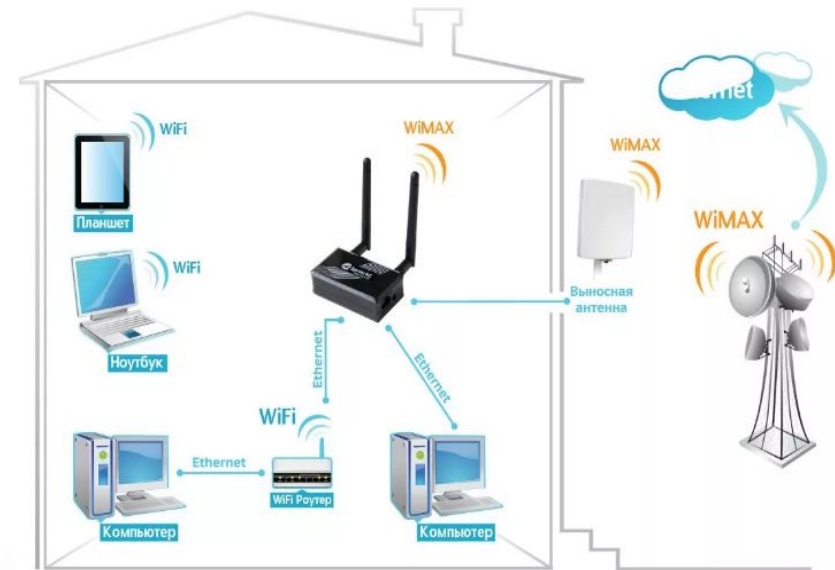 WiFi
WiMAX
WiMAX
WiMAX
Планшет
WiFi
Выносная
антенна
Ноутбук
Ethernet
Ethernet
WiFi
Ethernet
WiFi Роутер
Компьютер
Компьютер